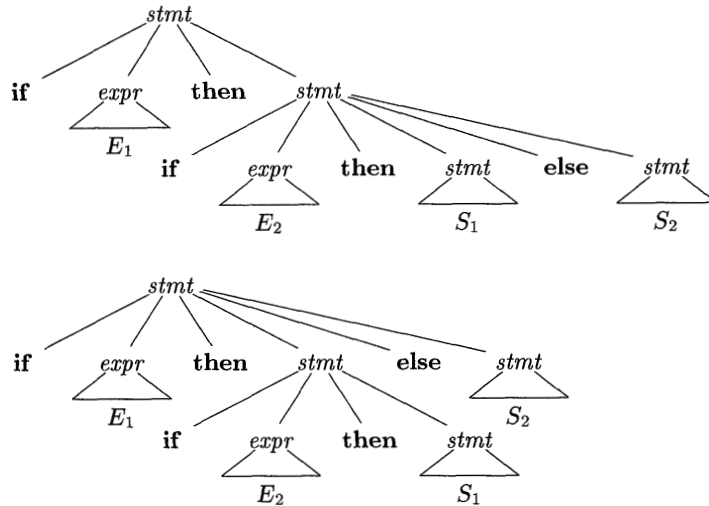 stmt
if expr then stmt
E₁
if expr then stmt else stmt
E₂ S₁ S₂
stmt
if expr then stmt else stmt
E₁ S₂
if expr then stmt
E₂ S₁